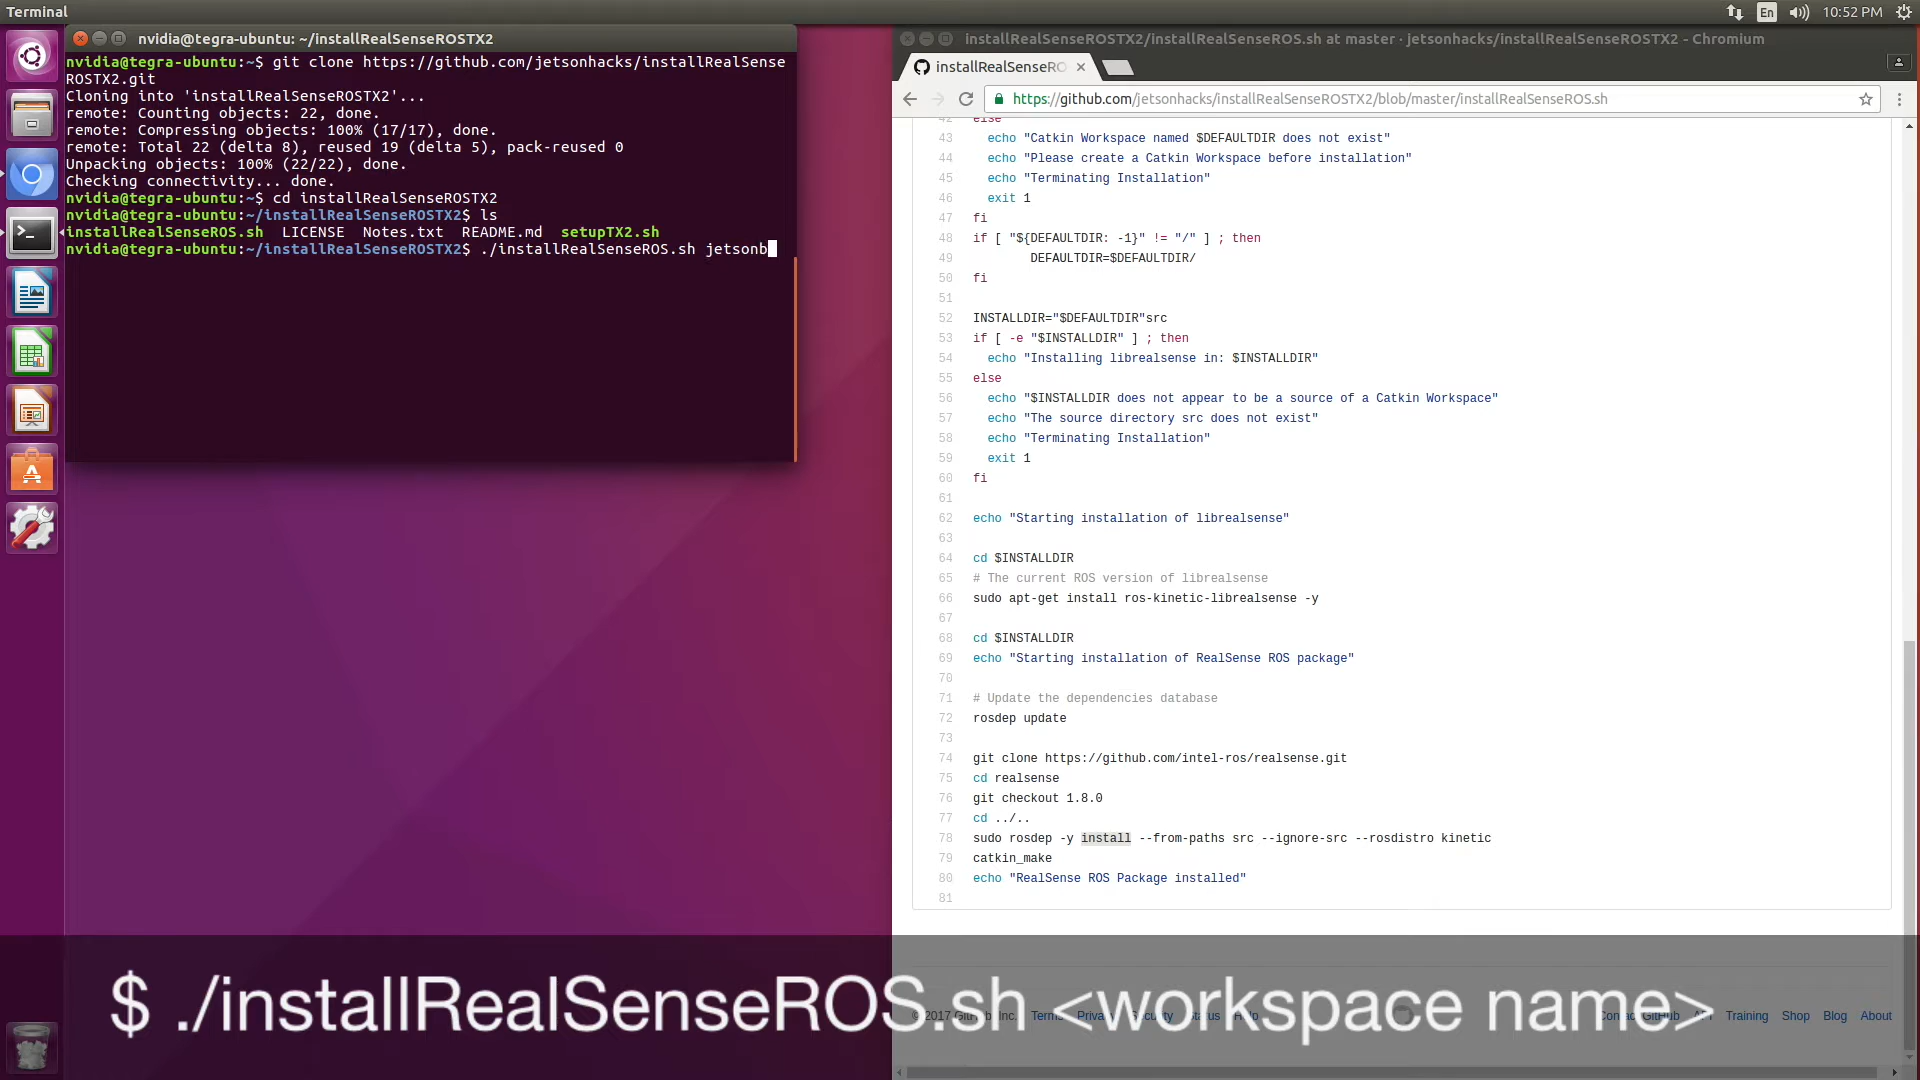 Terminal
En
10:52 PM
nvidia@tegra-ubuntu: ~/installRealSenseROSTX2
nvidia@tegra-ubuntu:~$ git clone https://github.com/jetsonhacks/installRealSense
ROSTX2.git
Cloning into 'installRealSenseROSTX2'...
remote: Counting objects: 22, done.
remote: Compressing objects: 100% (17/17), done.
remote: Total 22 (delta 8), reused 19 (delta 5), pack-reused 0
Unpacking objects: 100% (22/22), done.
Checking connectivity... done.
nvidia@tegra-ubuntu:~$ cd installRealSenseROSTX2
nvidia@tegra-ubuntu:~/installRealSenseROSTX2$ ls
installRealSenseROS.sh  LICENSE  Notes.txt  README.md  setupTX2.sh
nvidia@tegra-ubuntu:~/installRealSenseROSTX2$ ./installRealSenseROS.sh jetsonb
installRealSenseROSTX2/installRealSenseROS.sh at master · jetsonhacks/installRealSenseROSTX2 - Chromium
installRealSenseRO
https://github.com/jetsonhacks/installRealSenseROSTX2/blob/master/installRealSenseROS.sh
42 else
43 echo "Catkin Workspace named $DEFAULTDIR does not exist"
44 echo "Please create a Catkin Workspace before installation"
45 echo "Terminating Installation"
46 exit 1
47 fi
48 if [ "${DEFAULTDIR: -1}" != "/" ] ; then
49 DEFAULTDIR=$DEFAULTDIR/
50 fi
51
52 INSTALLDIR="$DEFAULTDIR"src
53 if [ -e "$INSTALLDIR" ] ; then
54 echo "Installing librealsense in: $INSTALLDIR"
55 else
56 echo "$INSTALLDIR does not appear to be a source of a Catkin Workspace"
57 echo "The source directory src does not exist"
58 echo "Terminating Installation"
59 exit 1
60 fi
61
62 echo "Starting installation of librealsense"
63
64 cd $INSTALLDIR
65 # The current ROS version of librealsense
66 sudo apt-get install ros-kinetic-librealsense -y
67
68 cd $INSTALLDIR
69 echo "Starting installation of RealSense ROS package"
70
71 # Update the dependencies database
72 rosdep update
73
74 git clone https://github.com/intel-ros/realsense.git
75 cd realsense
76 git checkout 1.8.0
77 cd ../..
78 sudo rosdep -y install --from-paths src --ignore-src --rosdistro kinetic
79 catkin_make
80 echo "RealSense ROS Package installed"
81
$ ./installRealSenseROS.sh <workspace name>
© 2017 GitHub, Inc. Terms Privacy Security Status Help Contact GitHub API Training Shop Blog About